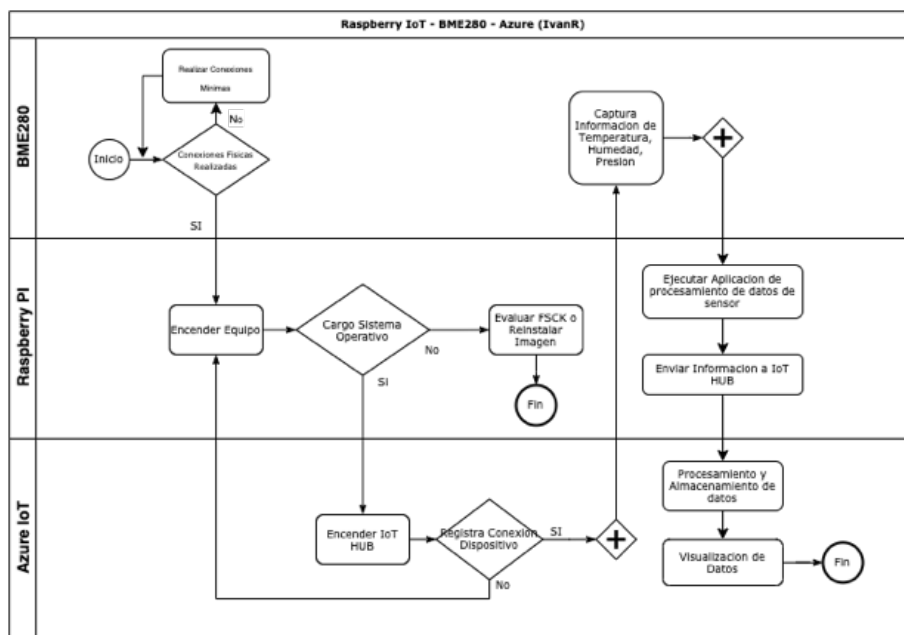 Raspberry IoT - BME280 - Azure (IvanR)
BME280
Realizar Conexiones
Minimas
No
Inicio
Conexiones Fisicas
Realizadas
SI
Captura
Informacion de
Temperatura,
Humedad,
Presion
Raspberry PI
Encender Equipo
Cargo Sistema
Operativo
No
Si
Evaluar FSCK o
Reinstalar
Imagen
Fin
Ejecutar Aplicacion de
procesamiento de datos de
sensor
Enviar Informacion a IoT
HUB
Azure IoT
Encender IoT
HUB
Registra Conexion
Dispositivo
SI
No
Procesamiento y
Almacenamiento de
datos
Visualizacion de
Datos
Fin